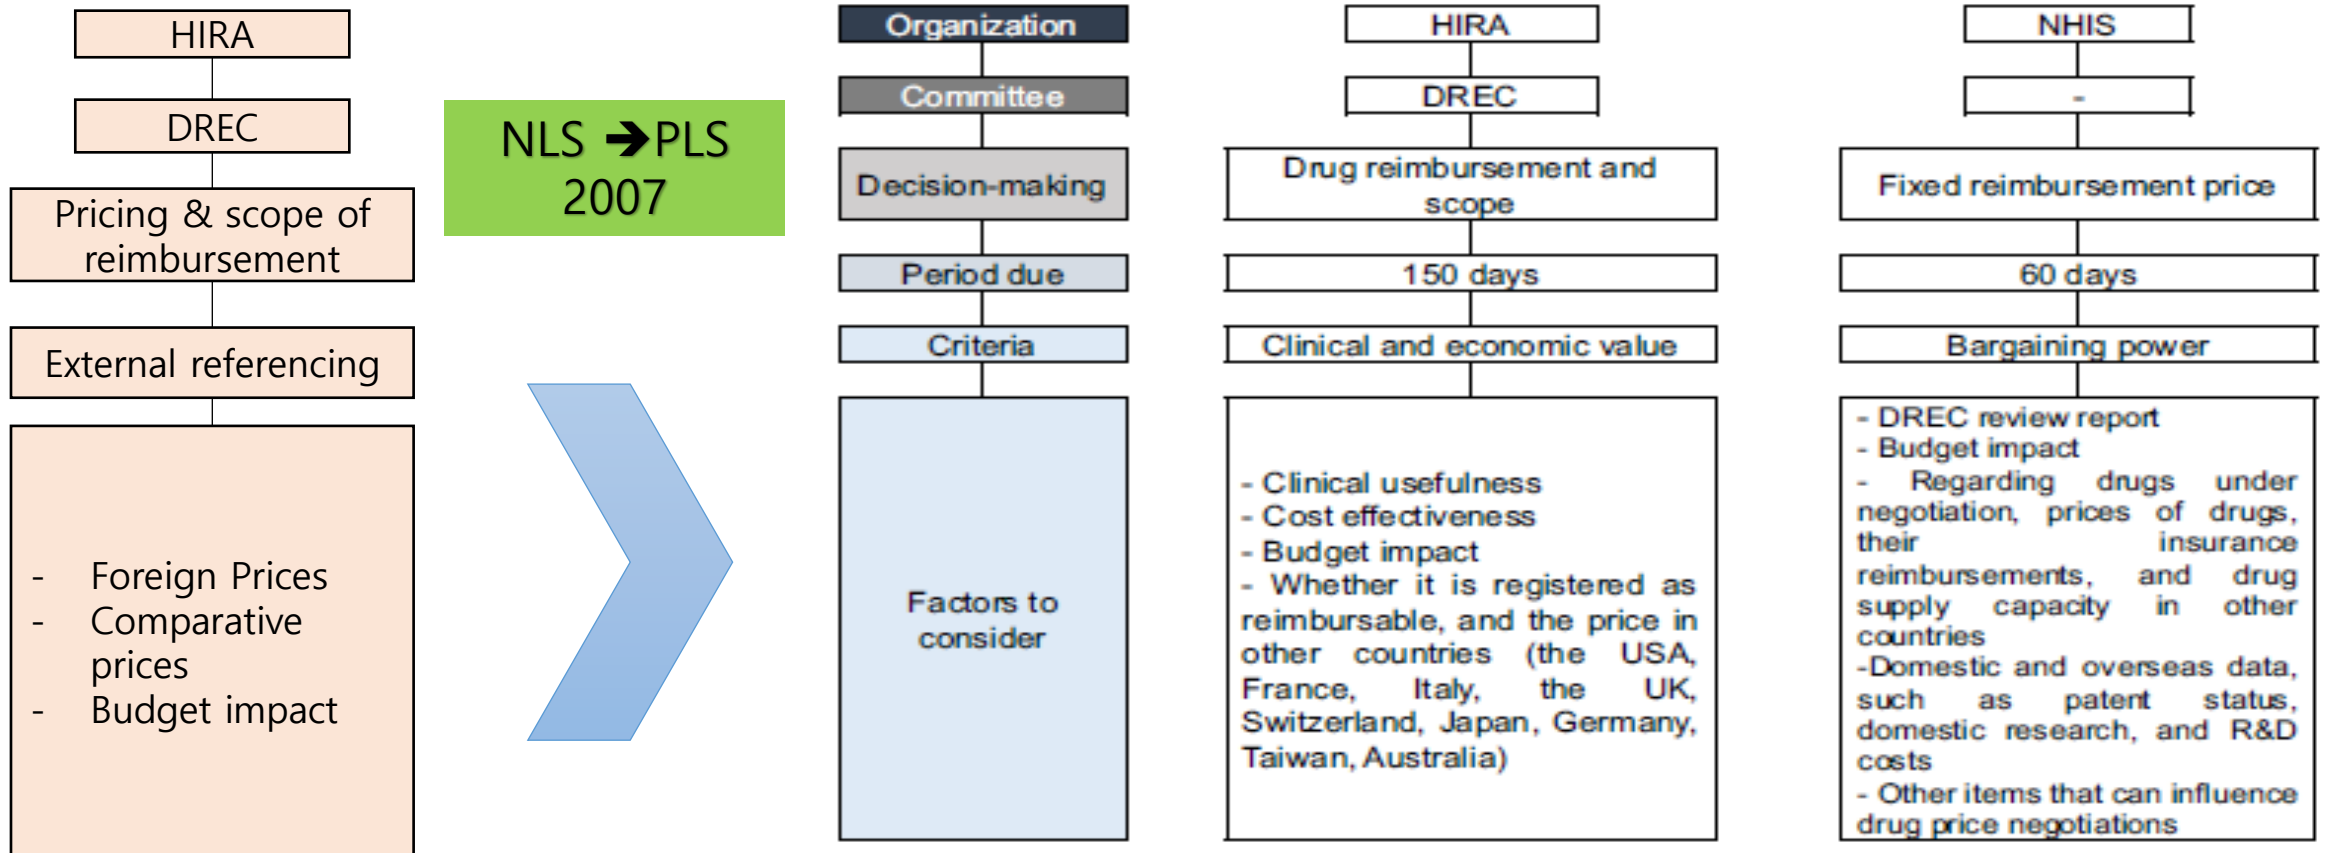 HIRA
DREC
Pricing & scope of
reimbursement
External referencing
- Foreign Prices
- Comparative
prices
- Budget impact
NLS ➔PLS
2007
Organization
Committee
Decision-making
Period due
Criteria
Factors to
consider
HIRA
DREC
Drug reimbursement and
scope
150 days
Clinical and economic value
- Clinical usefulness
- Cost effectiveness
- Budget impact
- Whether it is registered as
reimbursable, and the price in
other countries (the USA,
France, Italy, the UK,
Switzerland, Japan, Germany,
Taiwan, Australia)
NHIS
-
Fixed reimbursement price
60 days
Bargaining power
- DREC review report
- Budget impact
- Regarding drugs under
negotiation, prices of drugs,
their insurance
reimbursements, and drug
supply capacity in other
countries
-Domestic and overseas data,
such as patent status,
domestic research, and R&D
costs
- Other items that can influence
drug price negotiations